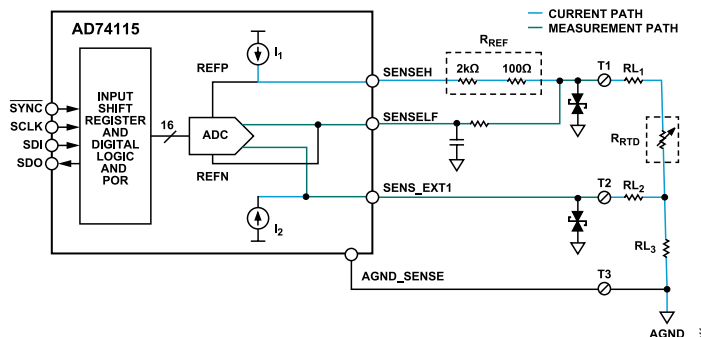 CURRENT PATH
MEASUREMENT PATH
AD74115
I1
RREF
REFP
SENSEH
2kΩ
100Ω
T1
RL1
SYNC
SCLK
SDI
SDO
INPUT
SHIFT
REGISTER
AND
DIGITAL
LOGIC
AND
POR
16
ADC
SENSELF
RRTD
REFN
SENS_EXT1
T2
RL2
I2
RL3
AGND_SENSE
T3
AGND